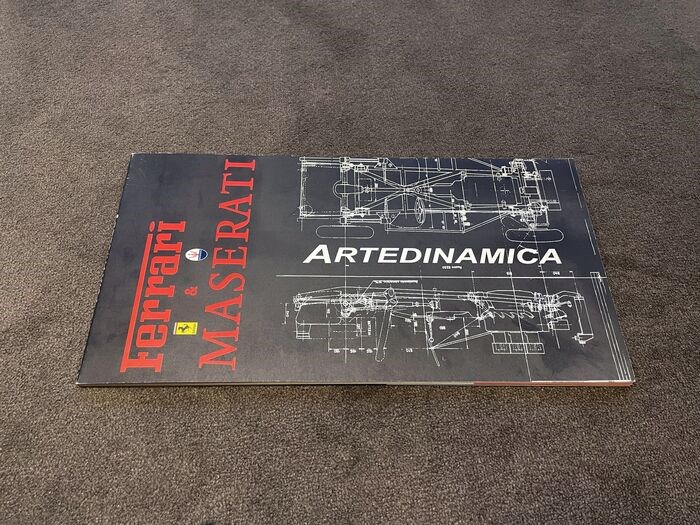 Ferrari
&
MASERATI
ARTEDINAMICA